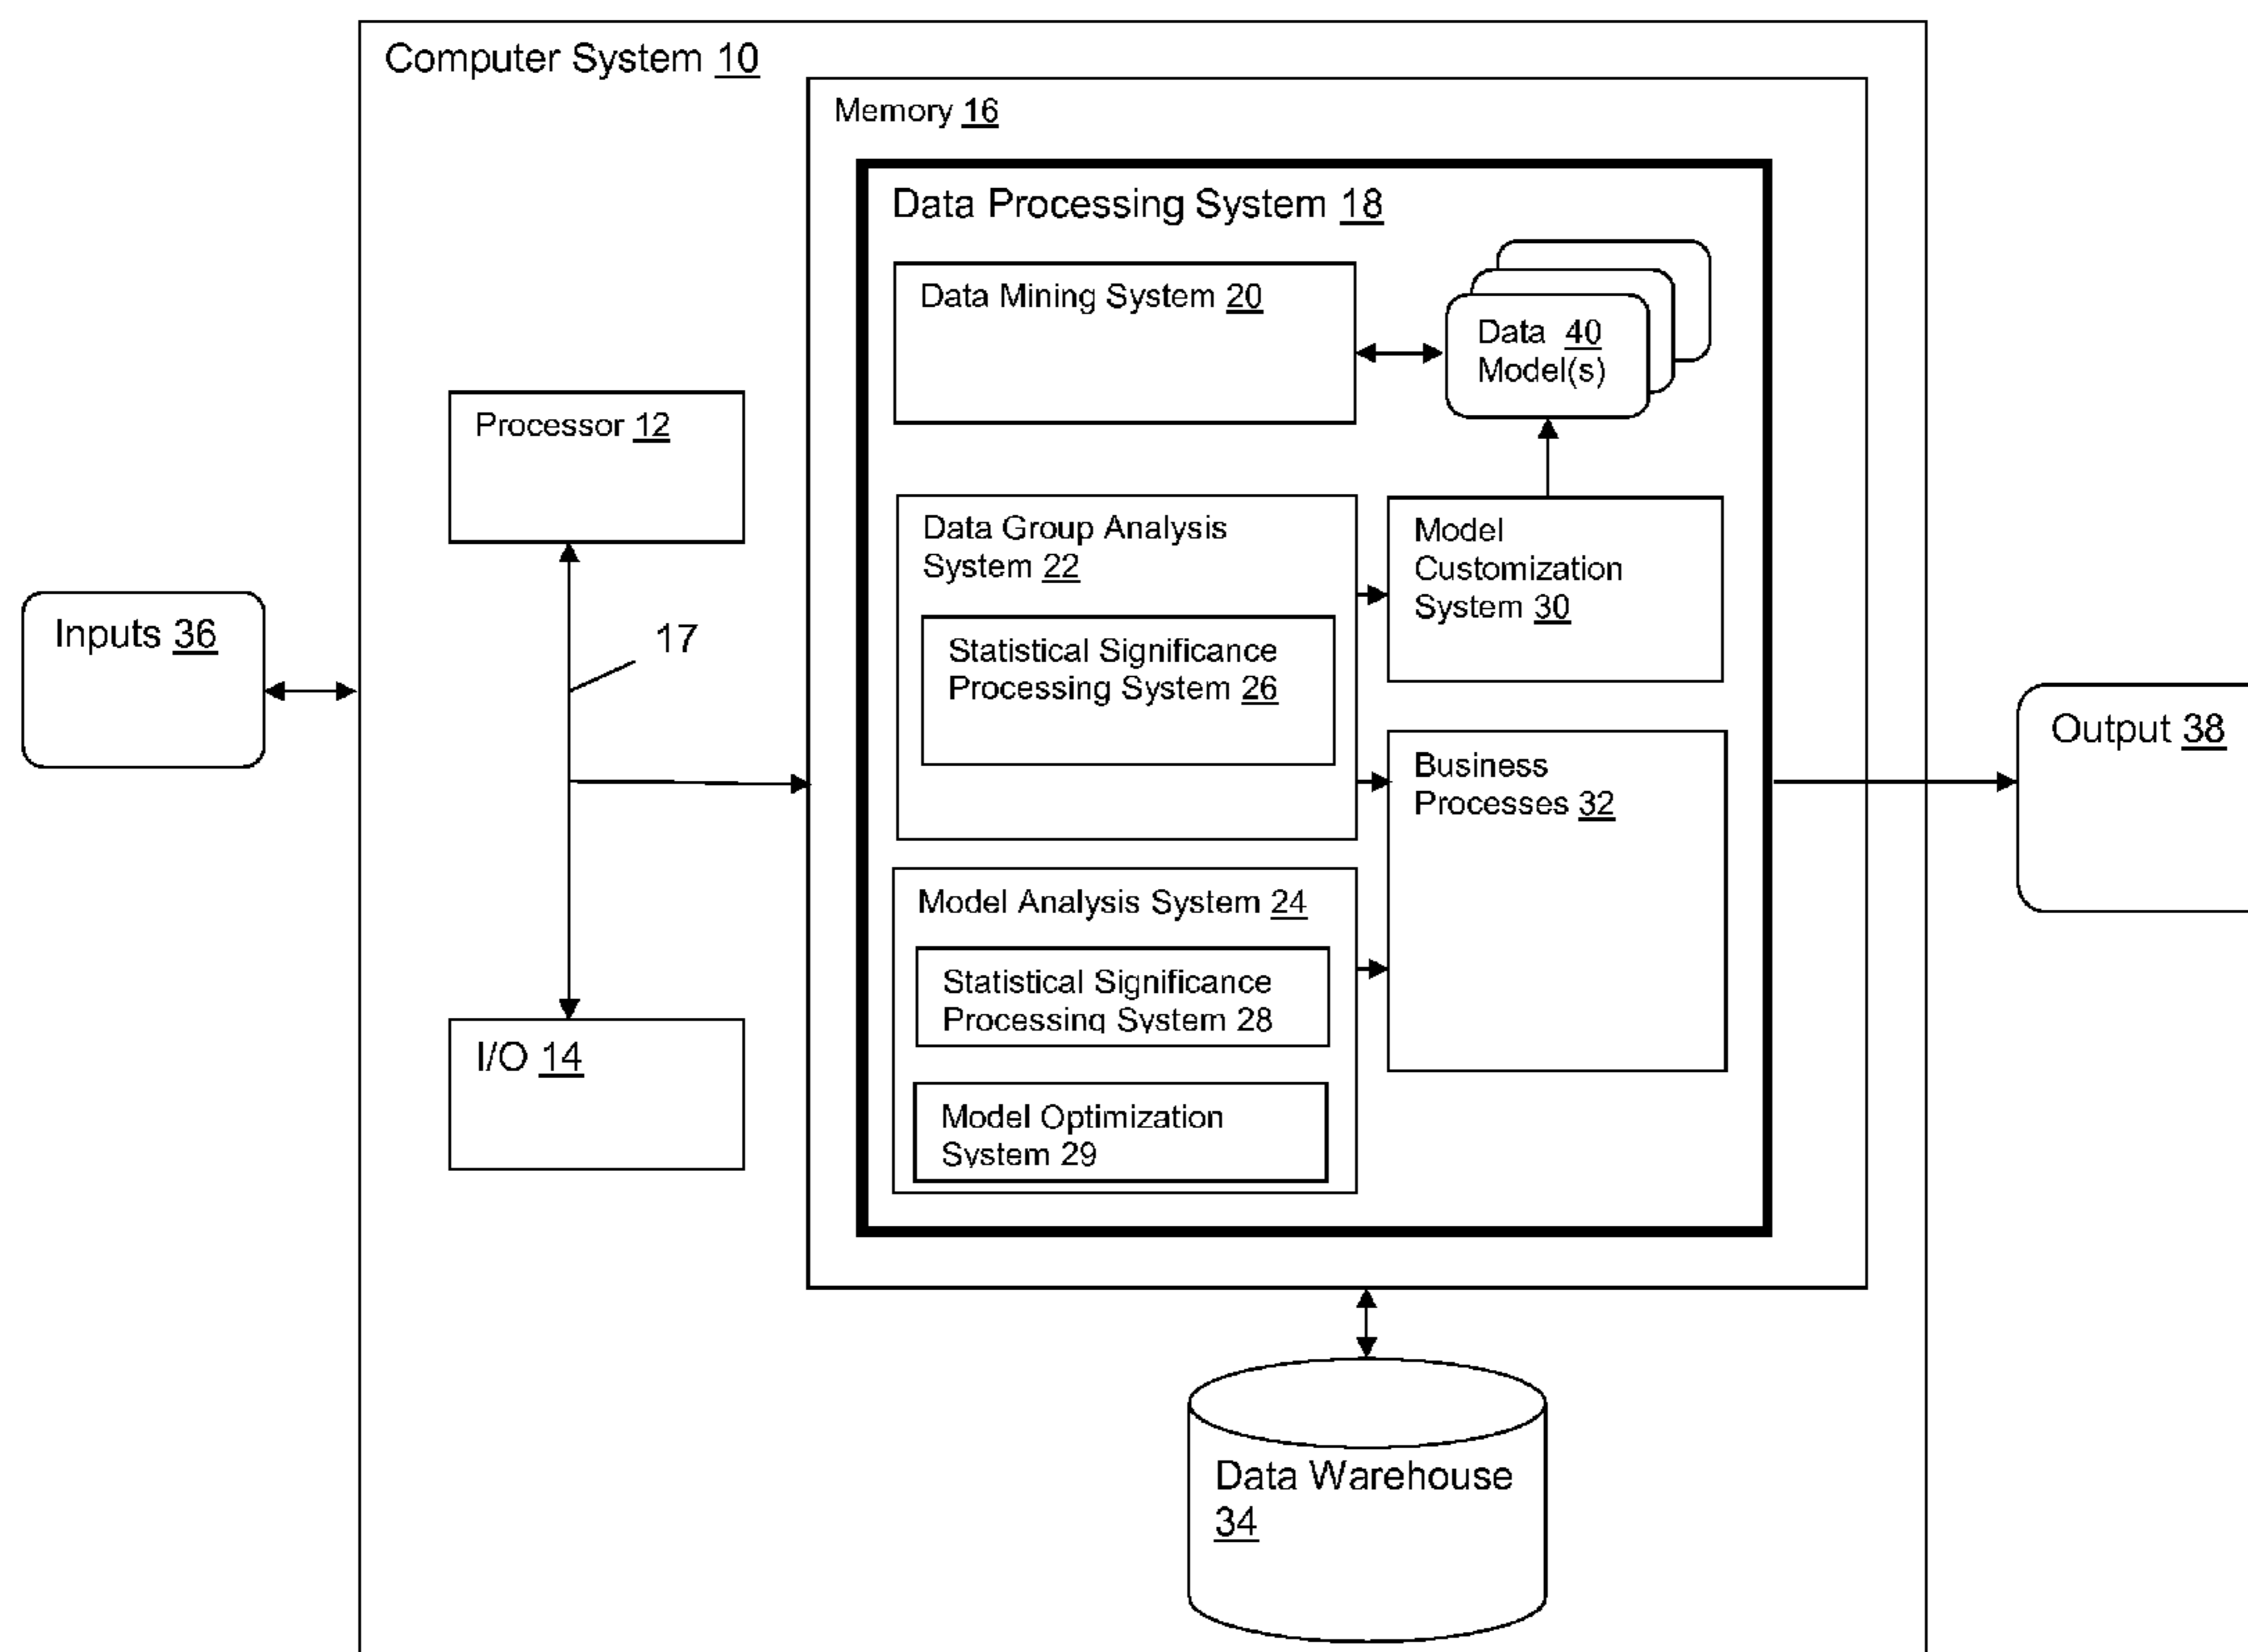 Computer System 10
Memory 16
Data Processing System 18
Data Mining System 20
Data 40
Model(s)
Processor 12
Data Group Analysis
System 22
Model
Customization
System 30
Inputs 36
17
Statistical Significance
Processing System 26
Output 38
Business
Processes 32
Model Analysis System 24
Statistical Significance
Processing System 28
I/O 14
Model Optimization
System 29
Data Warehouse
34